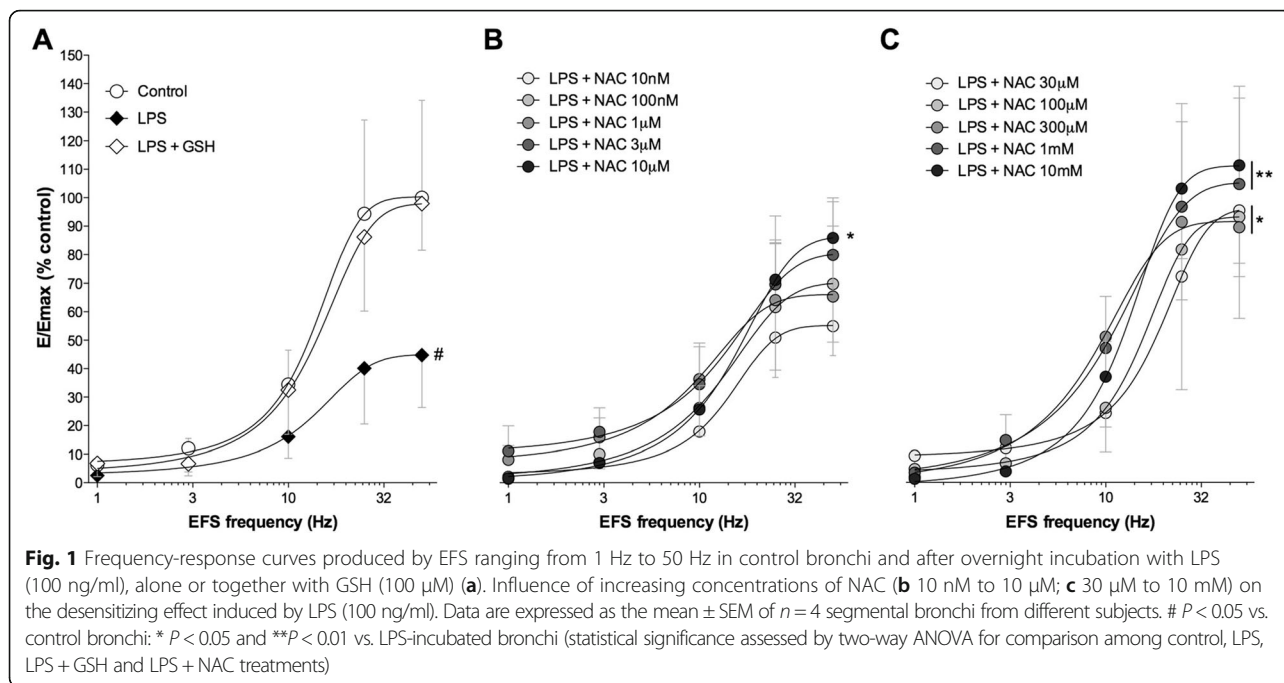 A
150
140
130
120
110
100
90
80
70
60
50
40
30
20
10
0
E/Emax (% control)
Control
LPS
LPS + GSH
#
1
3
10
32
EFS frequency (Hz)
B
LPS + NAC 10nM
LPS + NAC 100nM
LPS + NAC 1μM
LPS + NAC 3μM
LPS + NAC 10μM
*
1
3
10
32
EFS frequency (Hz)
C
LPS + NAC 30μM
LPS + NAC 100μM
LPS + NAC 300μM
LPS + NAC 1mM
LPS + NAC 10mM
**
*
1
3
10
32
EFS frequency (Hz)
Fig. 1 Frequency-response curves produced by EFS ranging from 1 Hz to 50 Hz in control bronchi and after overnight incubation with LPS
(100 ng/ml), alone or together with GSH (100 μM) (a). Influence of increasing concentrations of NAC (b 10 nM to 10 μM; c 30 μM to 10 mM) on
the desensitizing effect induced by LPS (100 ng/ml). Data are expressed as the mean ± SEM of n = 4 segmental bronchi from different subjects. # P < 0.05 vs.
control bronchi: * P < 0.05 and **P < 0.01 vs. LPS-incubated bronchi (statistical significance assessed by two-way ANOVA for comparison among control, LPS,
LPS + GSH and LPS + NAC treatments)